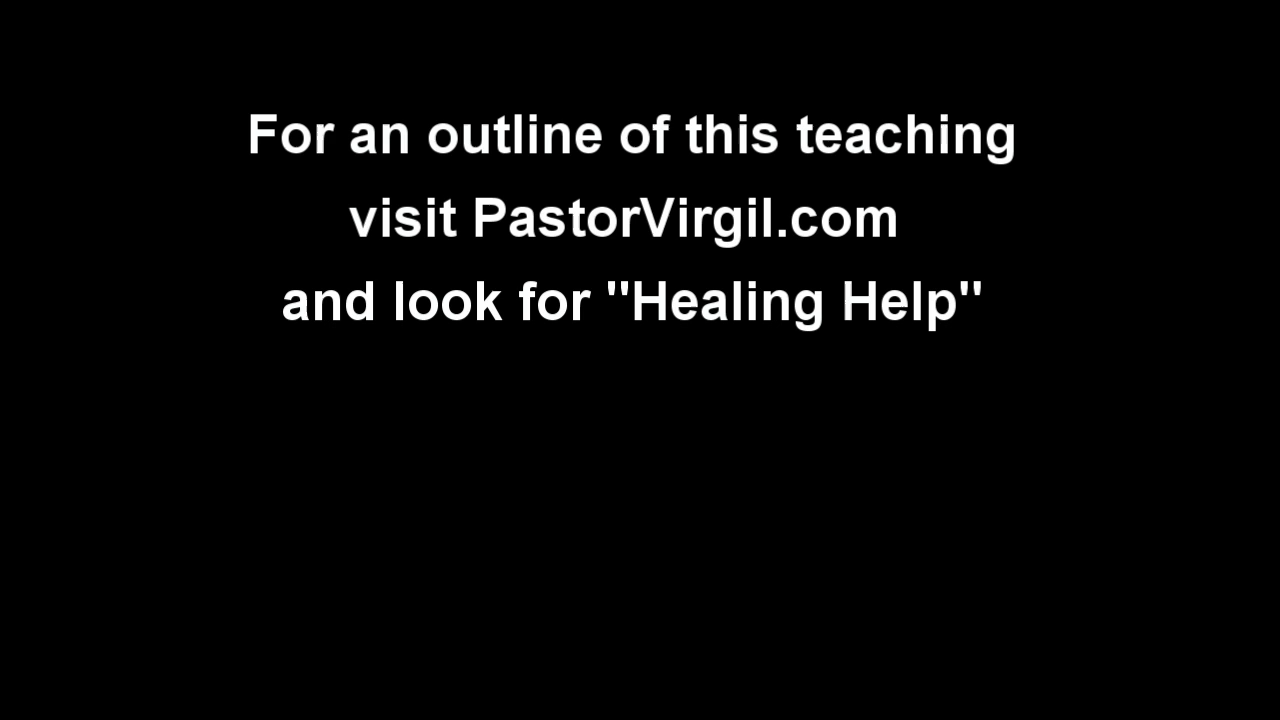 For an outline of this teaching
visit PastorVirgil.com
and look for "Healing Help"